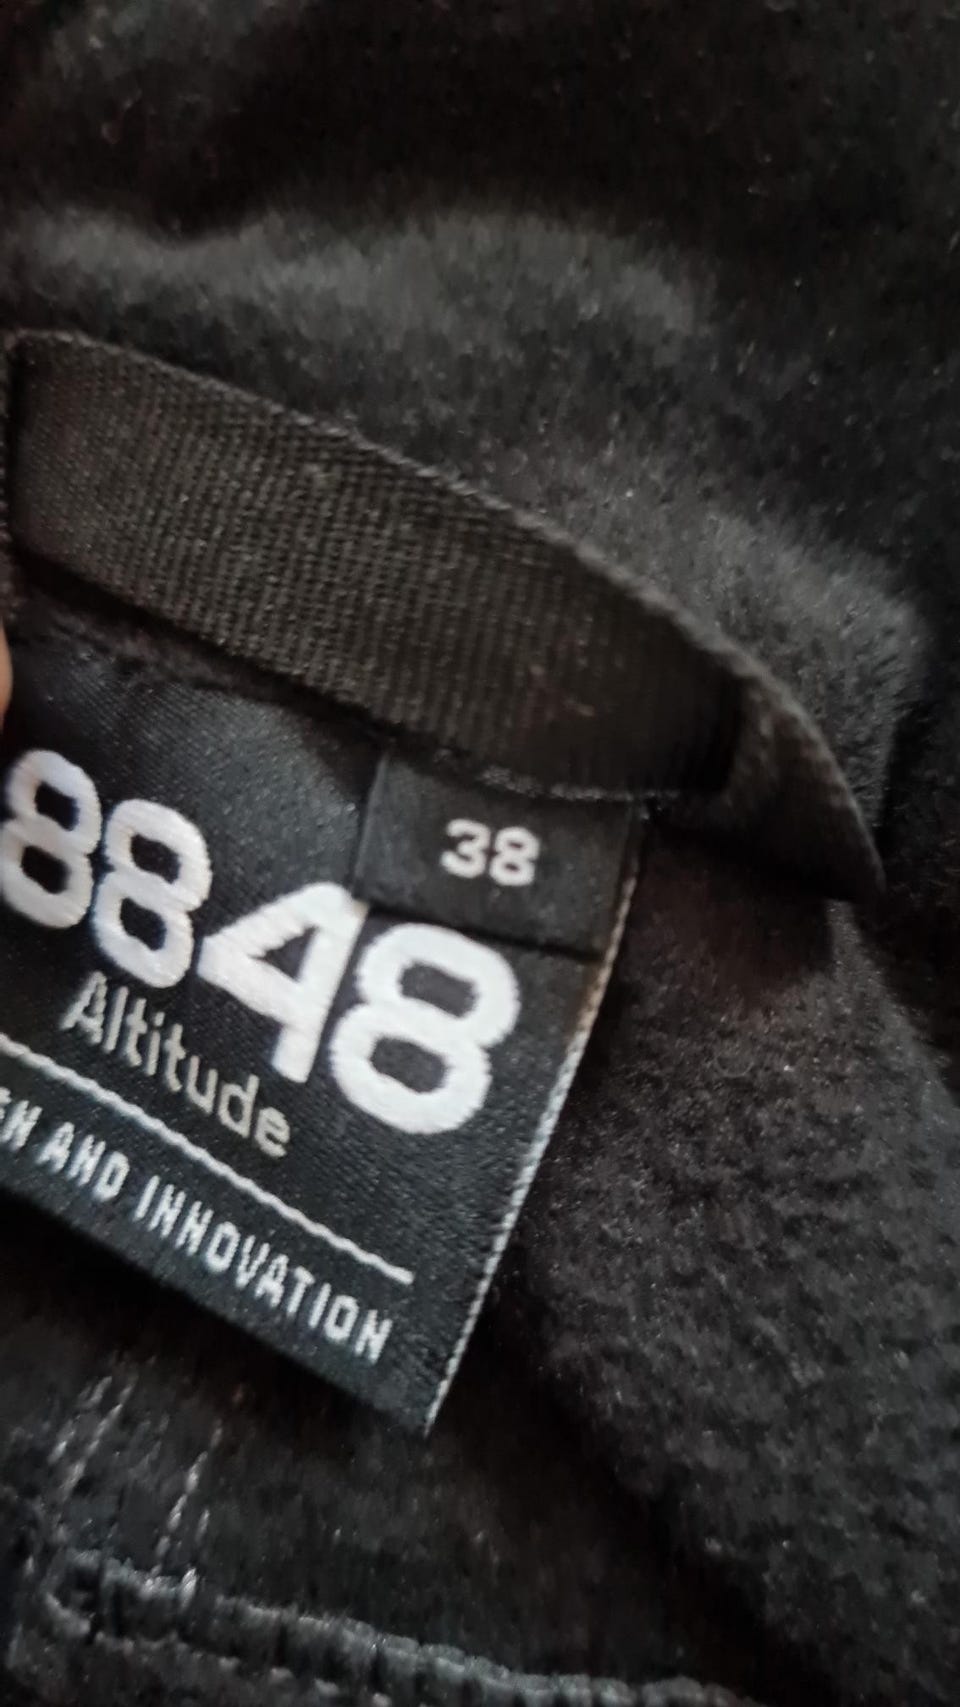 38
8848
Altitude
AND INNOVATION